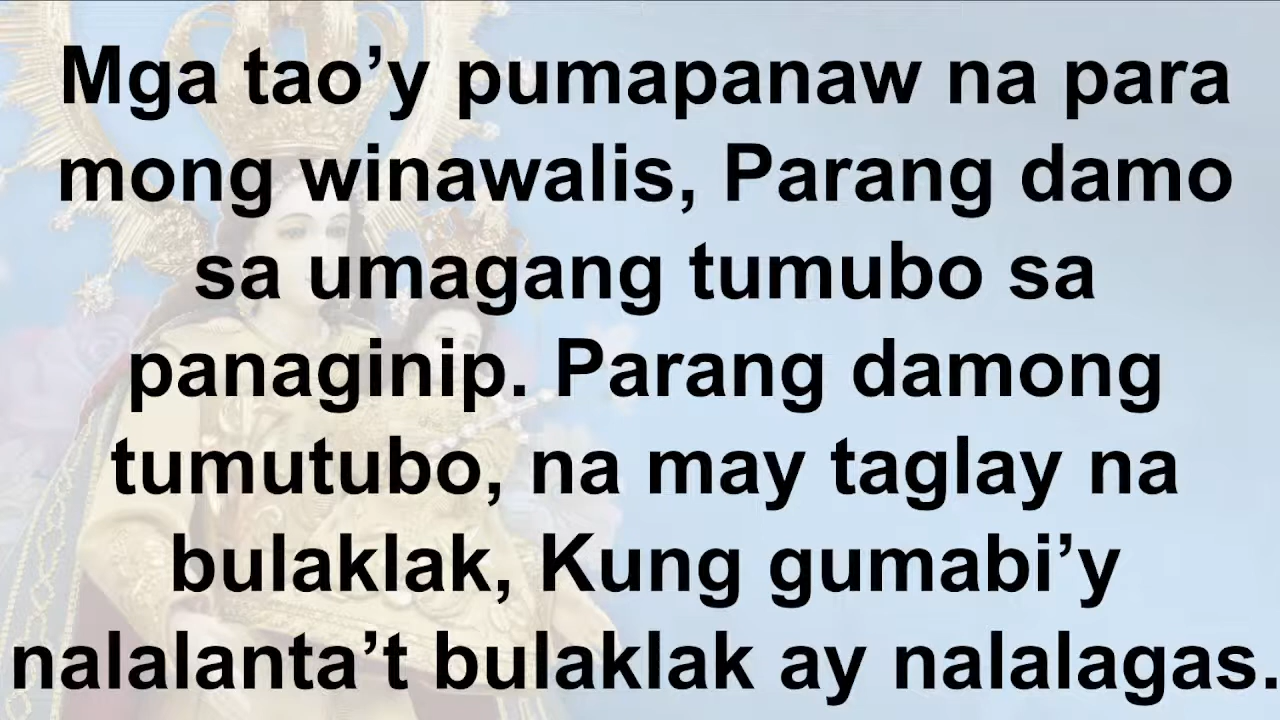 Mga tao’y pumapanaw na para
mong winawalis, Parang damo
sa umagang tumubo sa
panaginip. Parang damong
tumutubo, na may taglay na
bulaklak, Kung gumabi’y
nalalanta’t bulaklak ay nalalagas.